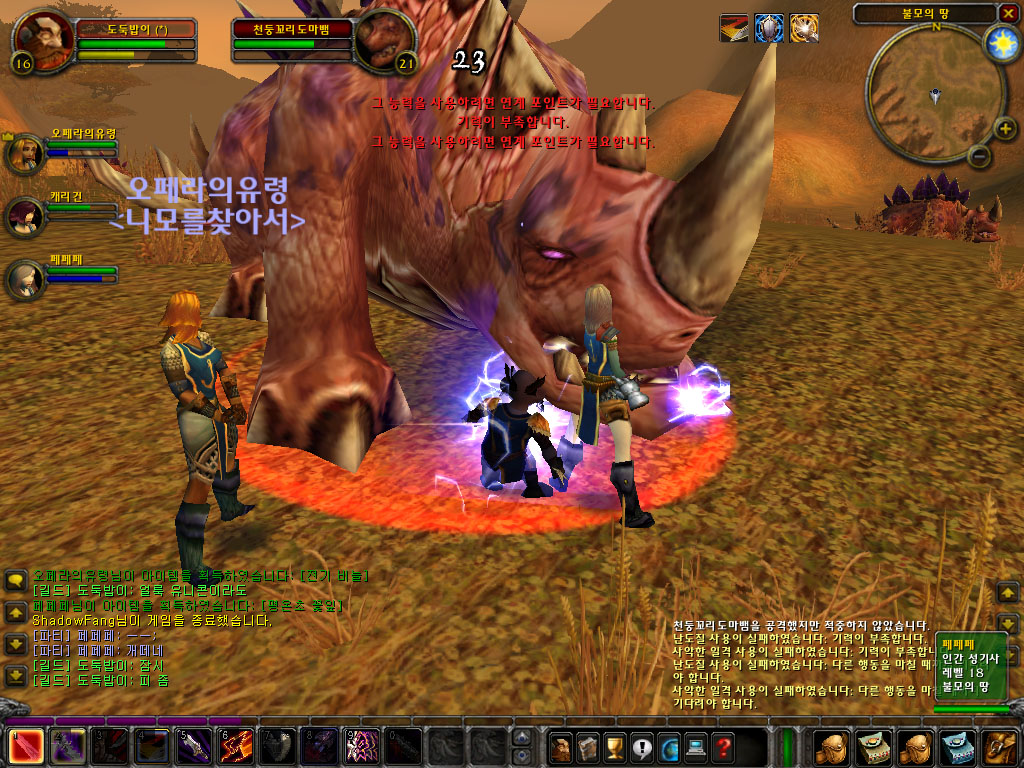 도둑밥이 (*)
16
천둥꼬리도마뱀
21
23
불모의 땅
N
그 능력을 사용하려면 연계 포인트가 필요합니다.
기력이 부족합니다.
그 능력을 사용하려면 연계 포인트가 필요합니다.
오페라의유령
캐리건
페페페
오페라의유령
<니모를찾아서>
오페라의유령님이 아이템을 획득하였습니다: [전기 비늘]
[길드] 도둑밥이: 얼룩 유니콘이라도
페페페님이 아이템을 획득하였습니다: [평온초 꽃잎]
ShadowFang님이 게임을 종료했습니다.
[파티] 페페페: ㅡㅡ;
[파티] 페페페: 개떼네
[길드] 도둑밥이: 잠시
[길드] 도둑밥이: 피 좀
천둥꼬리도마뱀을 공격했지만 적중하지 않았습니다.
난도질 사용이 실패하였습니다: 기력이 부족합니다.
사악한 일격 사용이 실패하였습니다: 기력이 부족합니
난도질 사용이 실패하였습니다: 다른 행동을 마칠 때
야 합니다.
사악한 일격 사용이 실패하였습니다: 다른 행동을 마
기다려야 합니다.
페페페
인간 성기사
레벨 18
불모의 땅
1 2 3 4 5 6 7 8 9 0